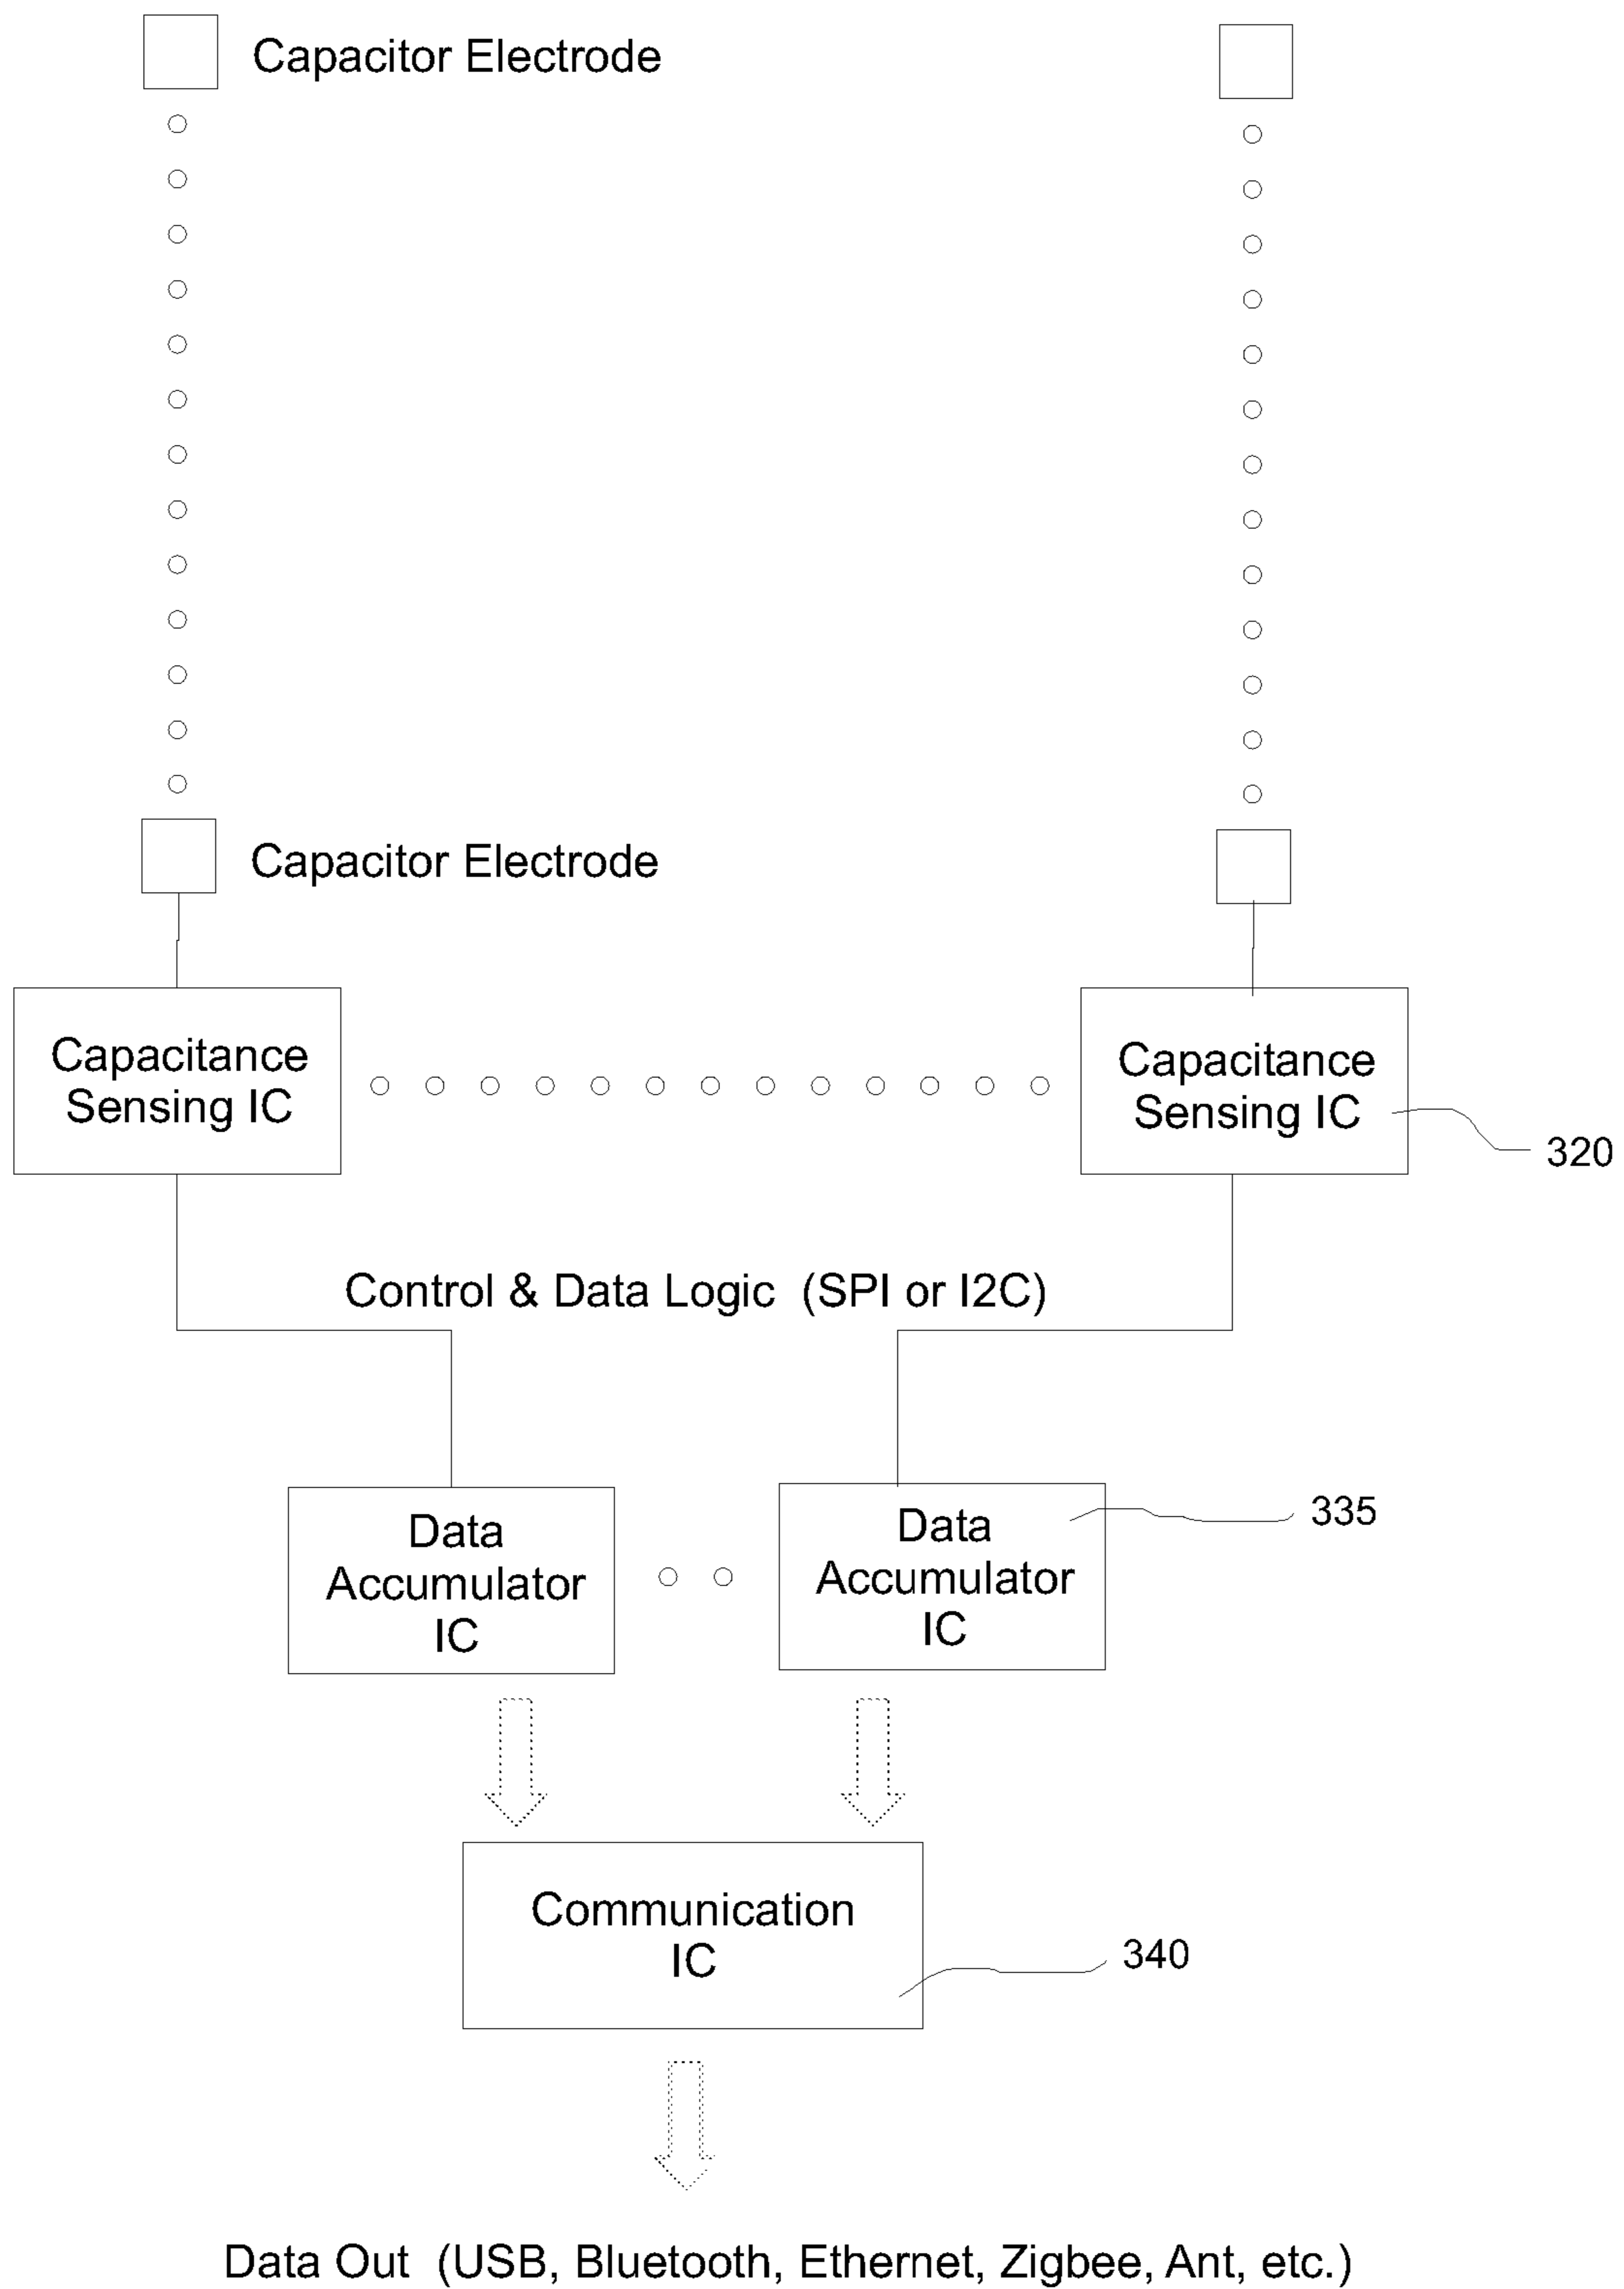 Capacitor Electrode
Capacitor Electrode
Capacitance
Sensing IC
Capacitance
Sensing IC
320
Control & Data Logic (SPI or I2C)
Data
Accumulator
IC
Data
Accumulator
IC
335
Communication
IC
340
Data Out (USB, Bluetooth, Ethernet, Zigbee, Ant, etc.)